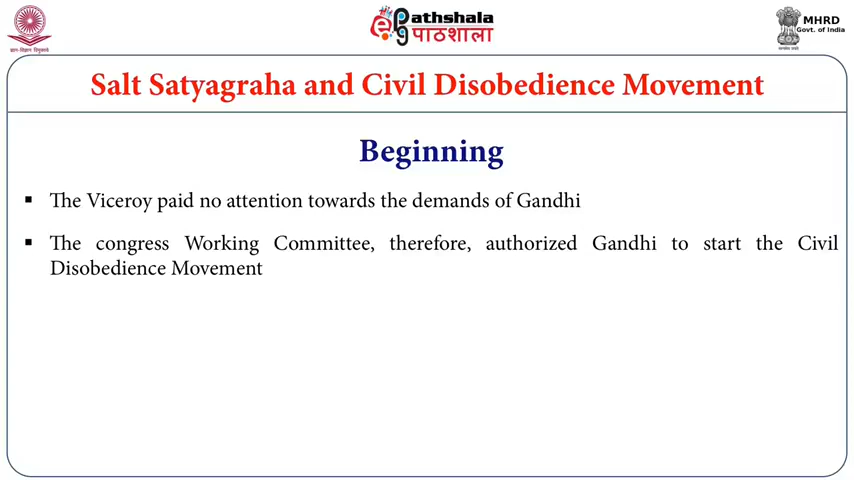 ePathshala
पाठशाला
MHRD
Govt. of India
Salt Satyagraha and Civil Disobedience Movement
Beginning
The Viceroy paid no attention towards the demands of Gandhi
The congress Working Committee, therefore, authorized Gandhi to start the Civil
Disobedience Movement